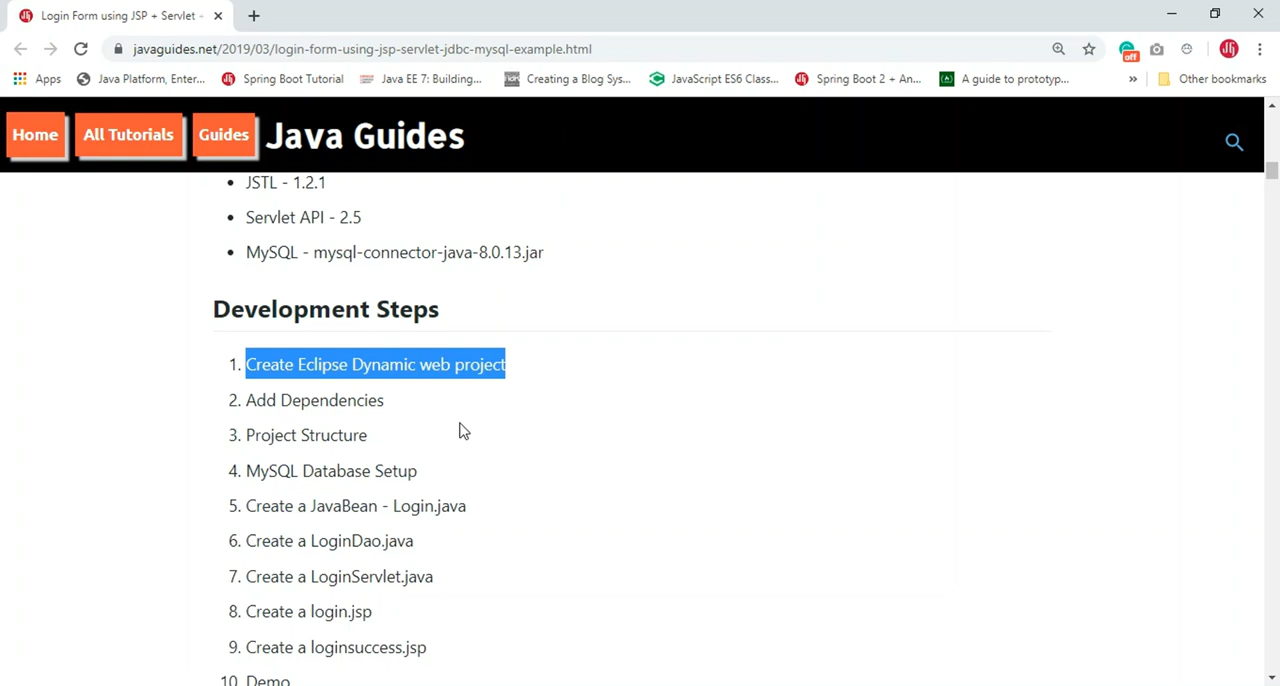 Login Form using JSP + Servlet +
javaguides.net/2019/03/login-form-using-jsp-servlet-jdbc-mysql-example.html
off
Apps Java Platform, Enter... Spring Boot Tutorial Java EE 7: Building... Creating a Blog Sy... JavaScript ES6 Class... Spring Boot 2 + An... A guide to prototyp... » Other bookmarks
Home All Tutorials Guides Java Guides
• JSTL - 1.2.1
• Servlet API - 2.5
• MySQL - mysql-connector-java-8.0.13.jar
Development Steps
1. Create Eclipse Dynamic web project
2. Add Dependencies
3. Project Structure
4. MySQL Database Setup
5. Create a JavaBean - Login.java
6. Create a LoginDao.java
7. Create a LoginServlet.java
8. Create a login.jsp
9. Create a loginsuccess.jsp
10. Demo